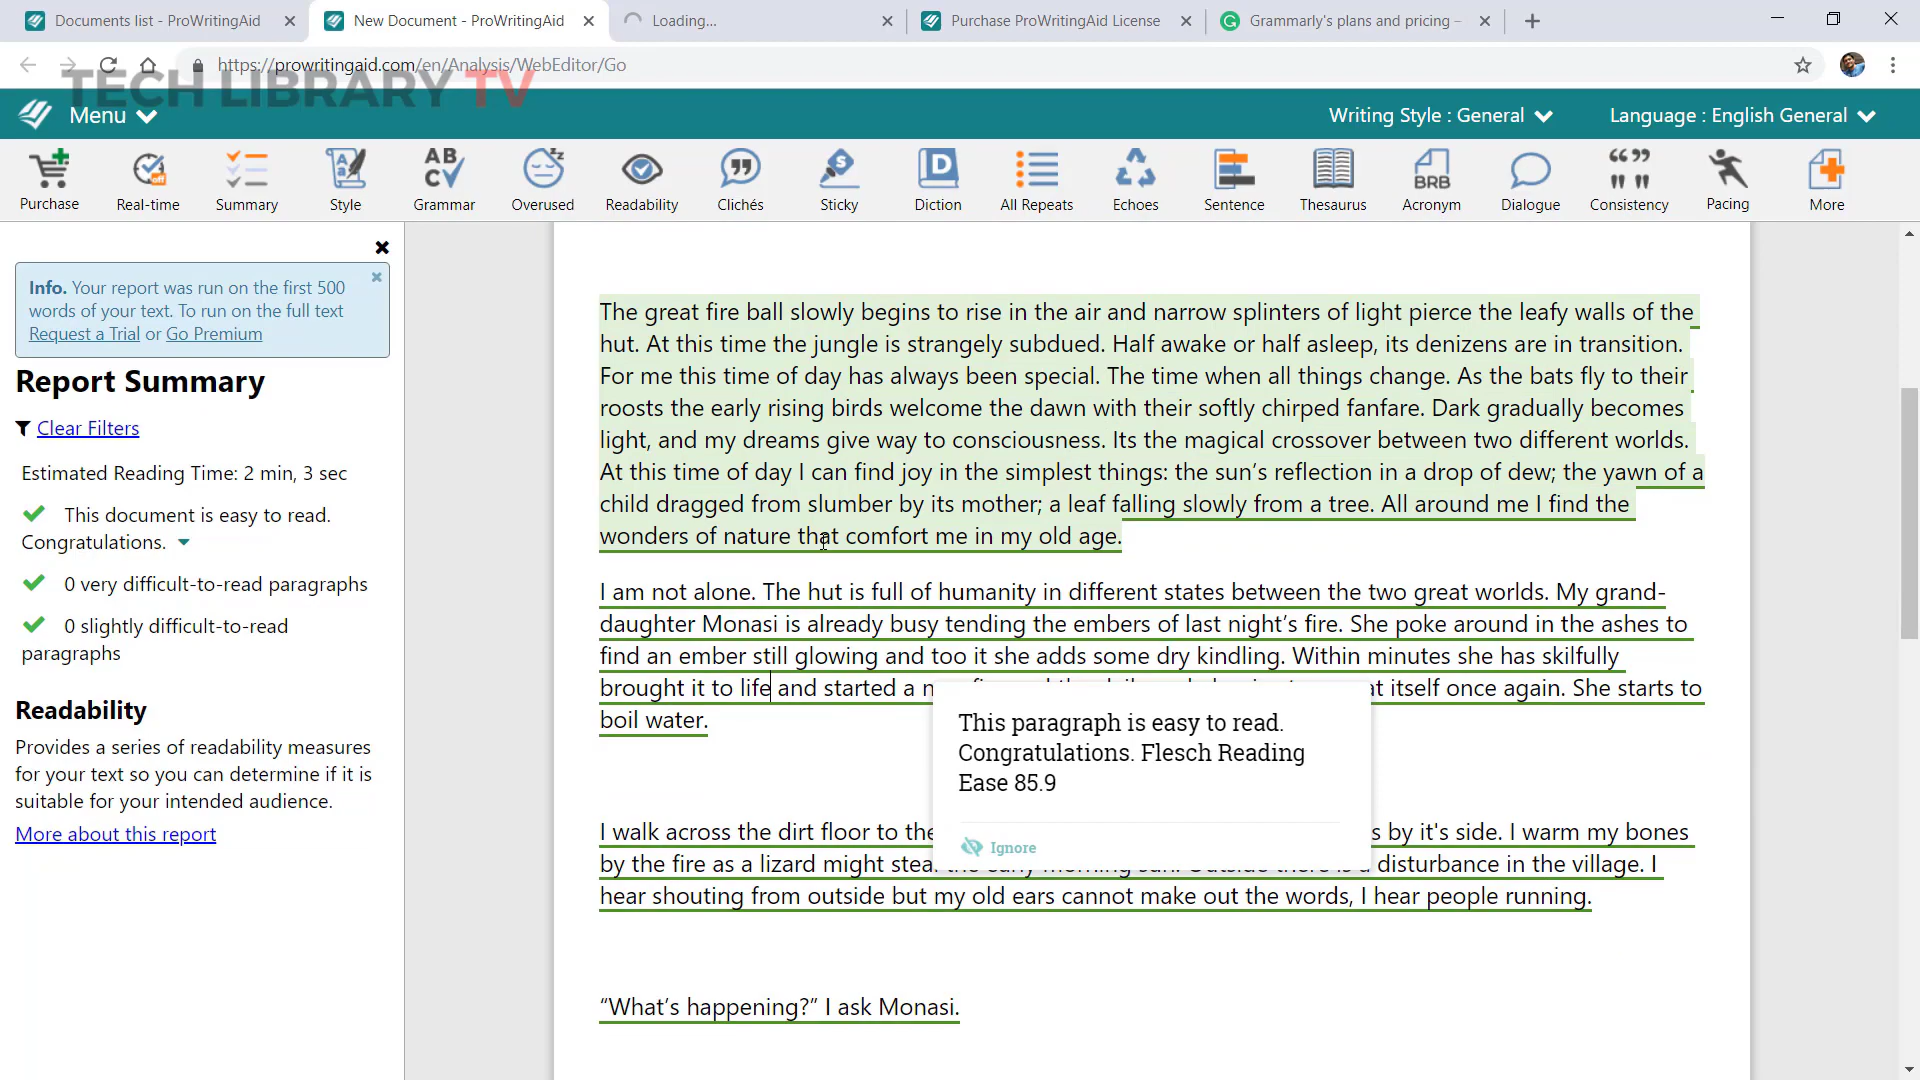 Documents list - ProWritingAid
New Document - ProWritingAid
Loading...
Purchase ProWritingAid License
Grammarly's plans and pricing –
https://prowritingaid.com/en/Analysis/WebEditor/Go
TECH LIBRARY TV
Menu
Writing Style : General
Language : English General
Purchase
Real-time
Summary
Style
Grammar
Overused
Readability
Clichés
Sticky
Diction
All Repeats
Echoes
Sentence
Thesaurus
Acronym
Dialogue
Consistency
Pacing
More
Info. Your report was run on the first 500
words of your text. To run on the full text
Request a Trial or Go Premium
Report Summary
Clear Filters
Estimated Reading Time: 2 min, 3 sec
This document is easy to read.
Congratulations.
0 very difficult-to-read paragraphs
0 slightly difficult-to-read
paragraphs
Readability
Provides a series of readability measures
for your text so you can determine if it is
suitable for your intended audience.
More about this report
The great fire ball slowly begins to rise in the air and narrow splinters of light pierce the leafy walls of the
hut. At this time the jungle is strangely subdued. Half awake or half asleep, its denizens are in transition.
For me this time of day has always been special. The time when all things change. As the bats fly to their
roosts the early rising birds welcome the dawn with their softly chirped fanfare. Dark gradually becomes
light, and my dreams give way to consciousness. Its the magical crossover between two different worlds.
At this time of day I can find joy in the simplest things: the sun’s reflection in a drop of dew; the yawn of a
child dragged from slumber by its mother; a leaf falling slowly from a tree. All around me I find the
wonders of nature that comfort me in my old age.
I am not alone. The hut is full of humanity in different states between the two great worlds. My grand-
daughter Monasi is already busy tending the embers of last night’s fire. She poke around in the ashes to
find an ember still glowing and too it she adds some dry kindling. Within minutes she has skilfully
brought it to life and started a at itself once again. She starts to
boil water.
This paragraph is easy to read.
Congratulations. Flesch Reading
Ease 85.9
Ignore
I walk across the dirt floor to the by it's side. I warm my bones
by the fire as a lizard might disturbance in the village. I
hear shouting from outside but my old ears cannot make out the words, I hear people running.
“What’s happening?” I ask Monasi.